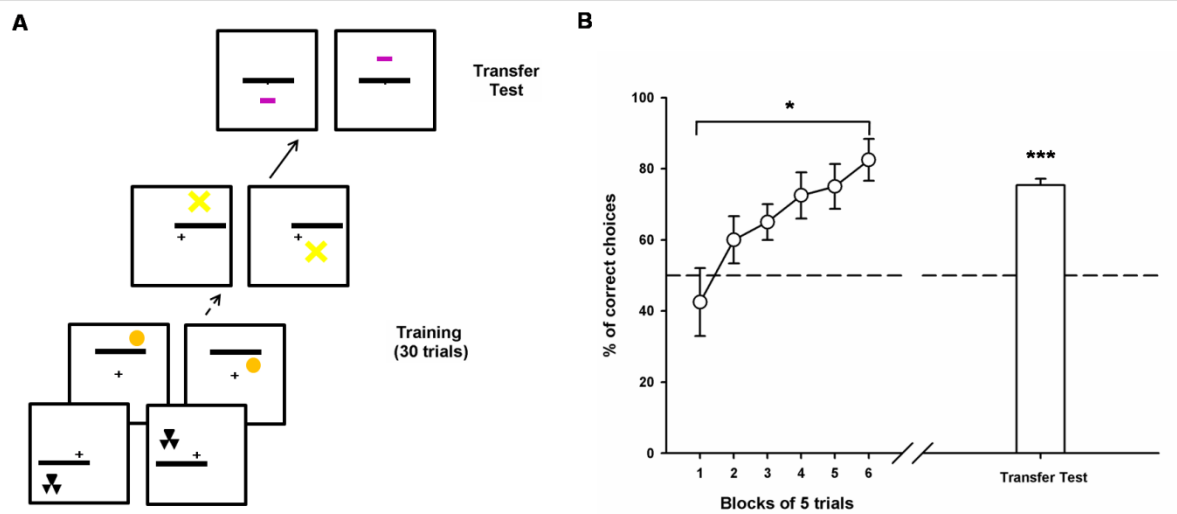 A
Transfer
Test
Training
(30 trials)
B
% of correct choices
100
80
60
40
20
0
*
***
1 2 3 4 5 6
Blocks of 5 trials
Transfer Test